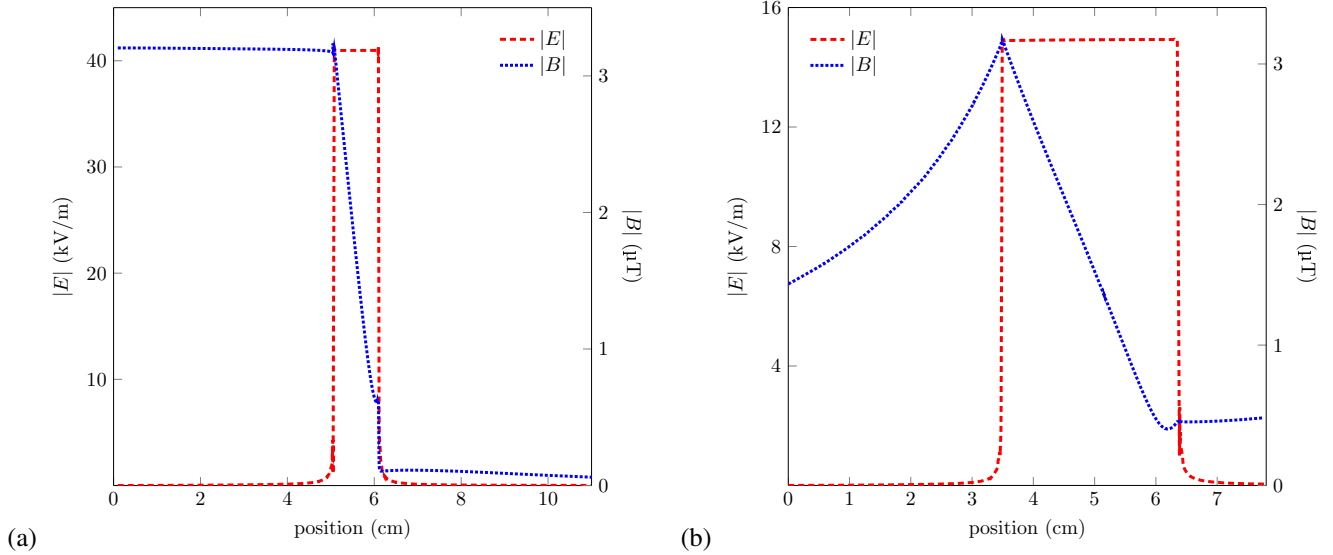 40
30
20
10
|E| (kV/m)
|E|
|B|
3
2
1
0
|B| (µT)
0 2 4 6 8 10
position (cm)
(a)
16
12
8
4
|E| (kV/m)
|E|
|B|
3
2
1
0
|B| (µT)
0 1 2 3 4 5 6 7
position (cm)
(b)